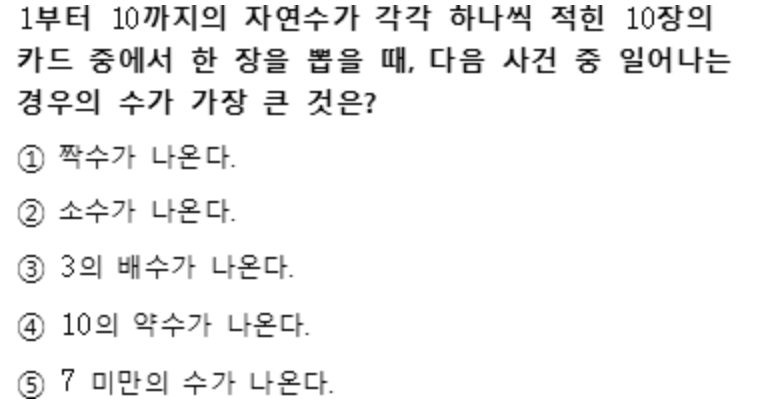 1부터 10까지의 자연수가 각각 하나씩 적힌 10장의
카드 중에서 한 장을 뽑을 때, 다음 사건 중 일어나는
경우의 수가 가장 큰 것은?
① 짝수가 나온다.
② 소수가 나온다.
③ 3의 배수가 나온다.
④ 10의 약수가 나온다.
⑤ 7 미만의 수가 나온다.